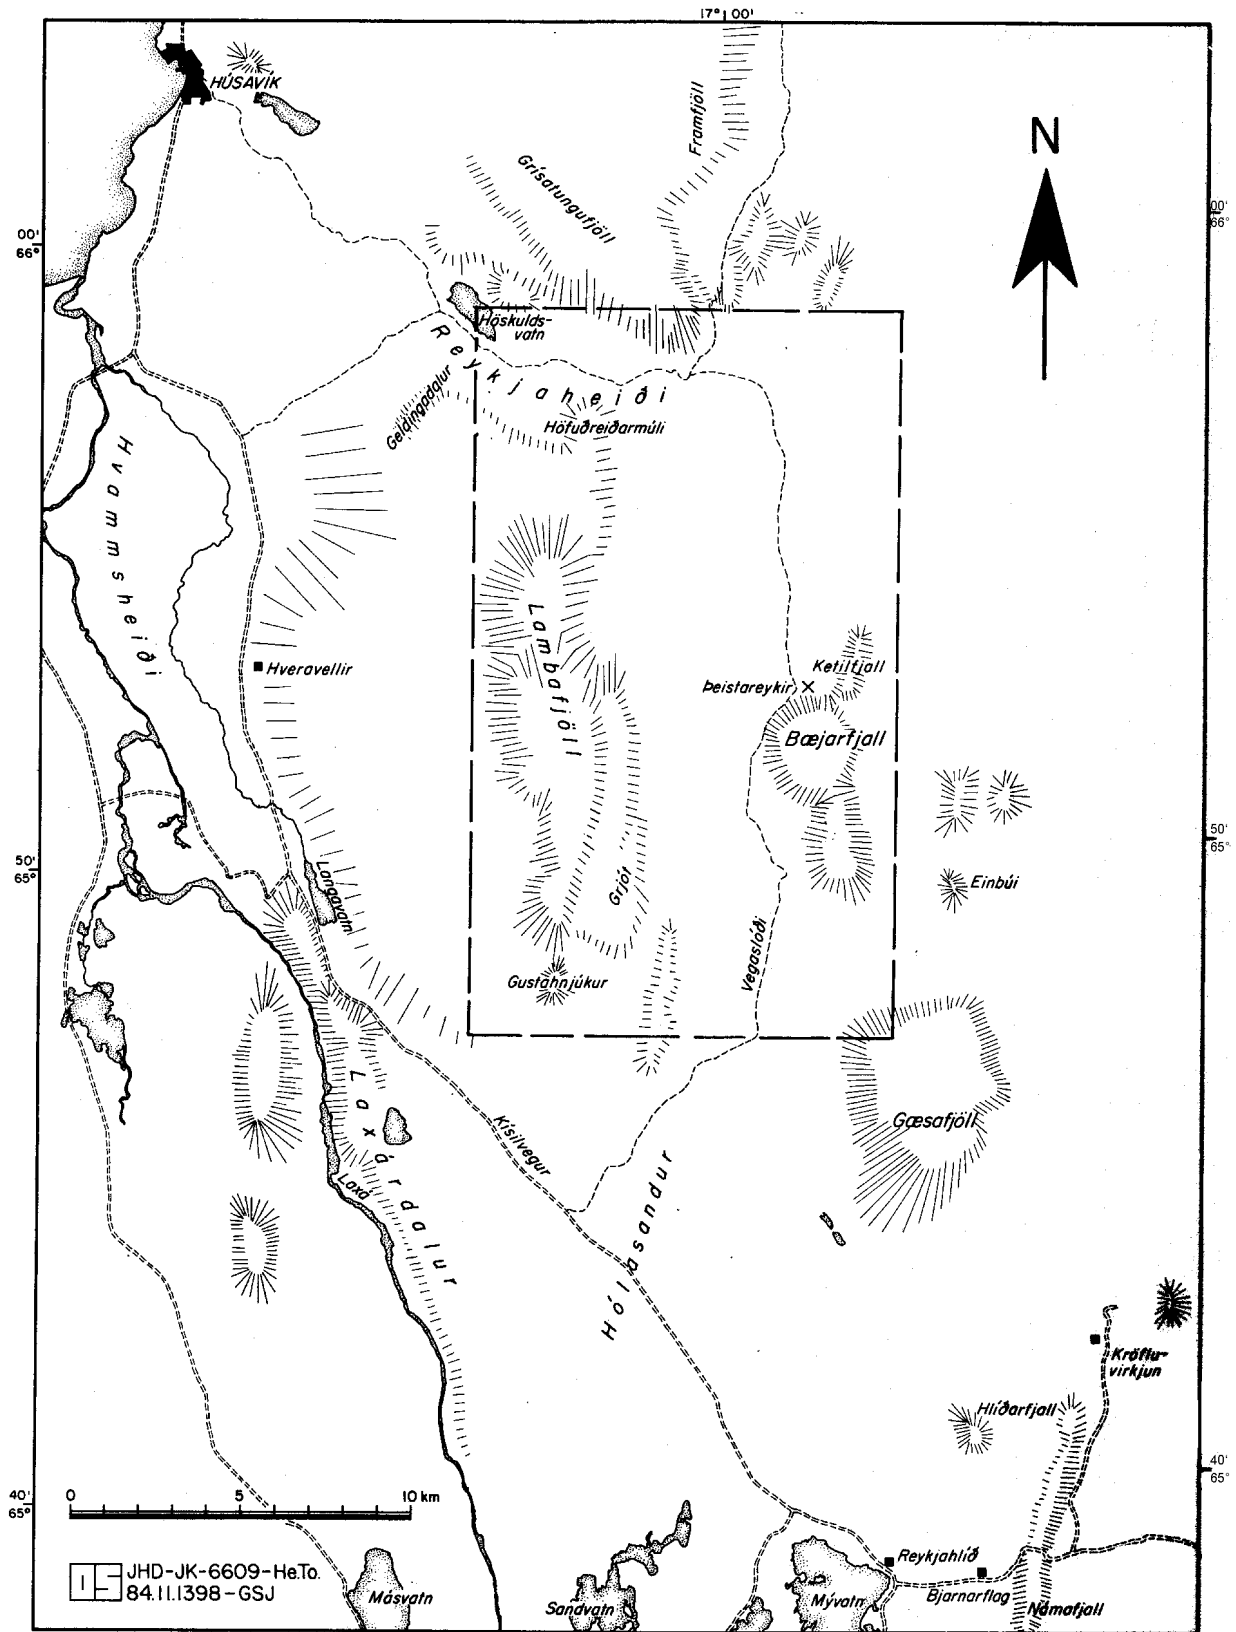 17° 00'
HÚSAVÍK
Framfjöll
N
Grísatungufjöll
00'
66°
00'
66°
Höskulds-
vatn
Reykjaheiði
Geldingadalur
Höfuðreiðarmúli
Hvammsheiði
Lambafjöll
Hveravellir
Ketilfjall
Þeistareykir
Bæjarfjall
50'
65°
50'
65°
Langavatn
Grjót
Einbúi
Vegaslóði
Gustahnjúkur
Laxárdalur
Gæsafjöll
Kísilvegur
Laxá
Hólasandur
Kröflu-
virkjun
Hlíðarfjall
40'
65°
40'
65°
0 5 10 km
JHD-JK-6609-He.To.
84.11.1398-GSJ
OS
Másvatn
Sandvatn
Mývatn
Reykjahlíð
Bjarnarflag
Námafjall